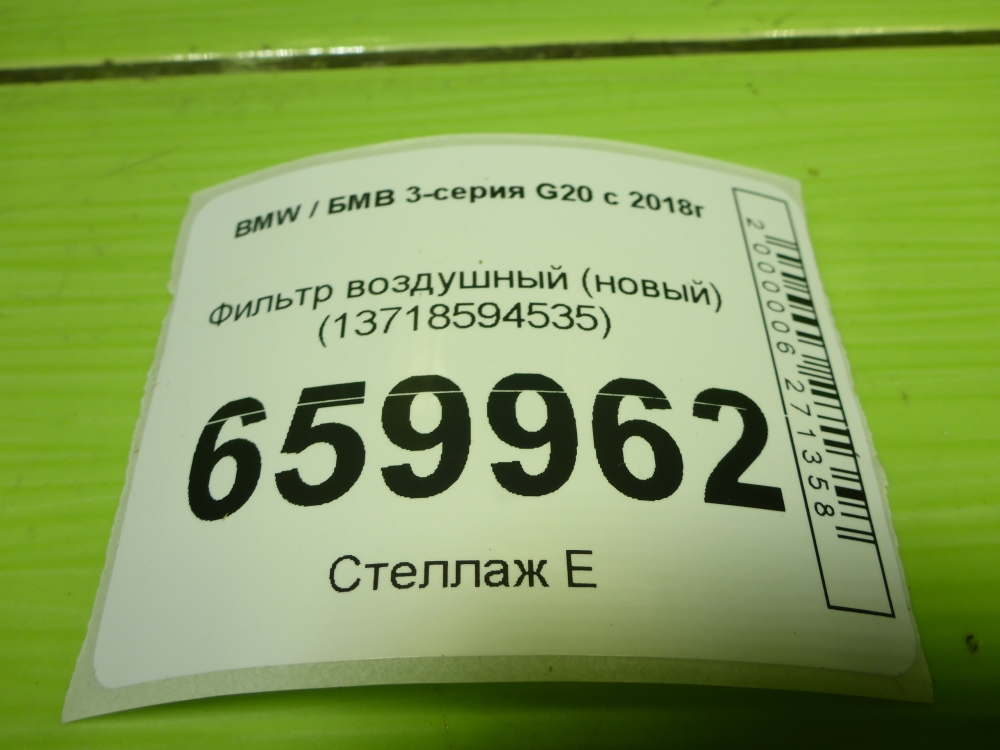 BMW / БМВ 3-серия G20 с 2018г
Фильтр воздушный (новый)
(13718594535)
659962
Стеллаж Е
2000006271358